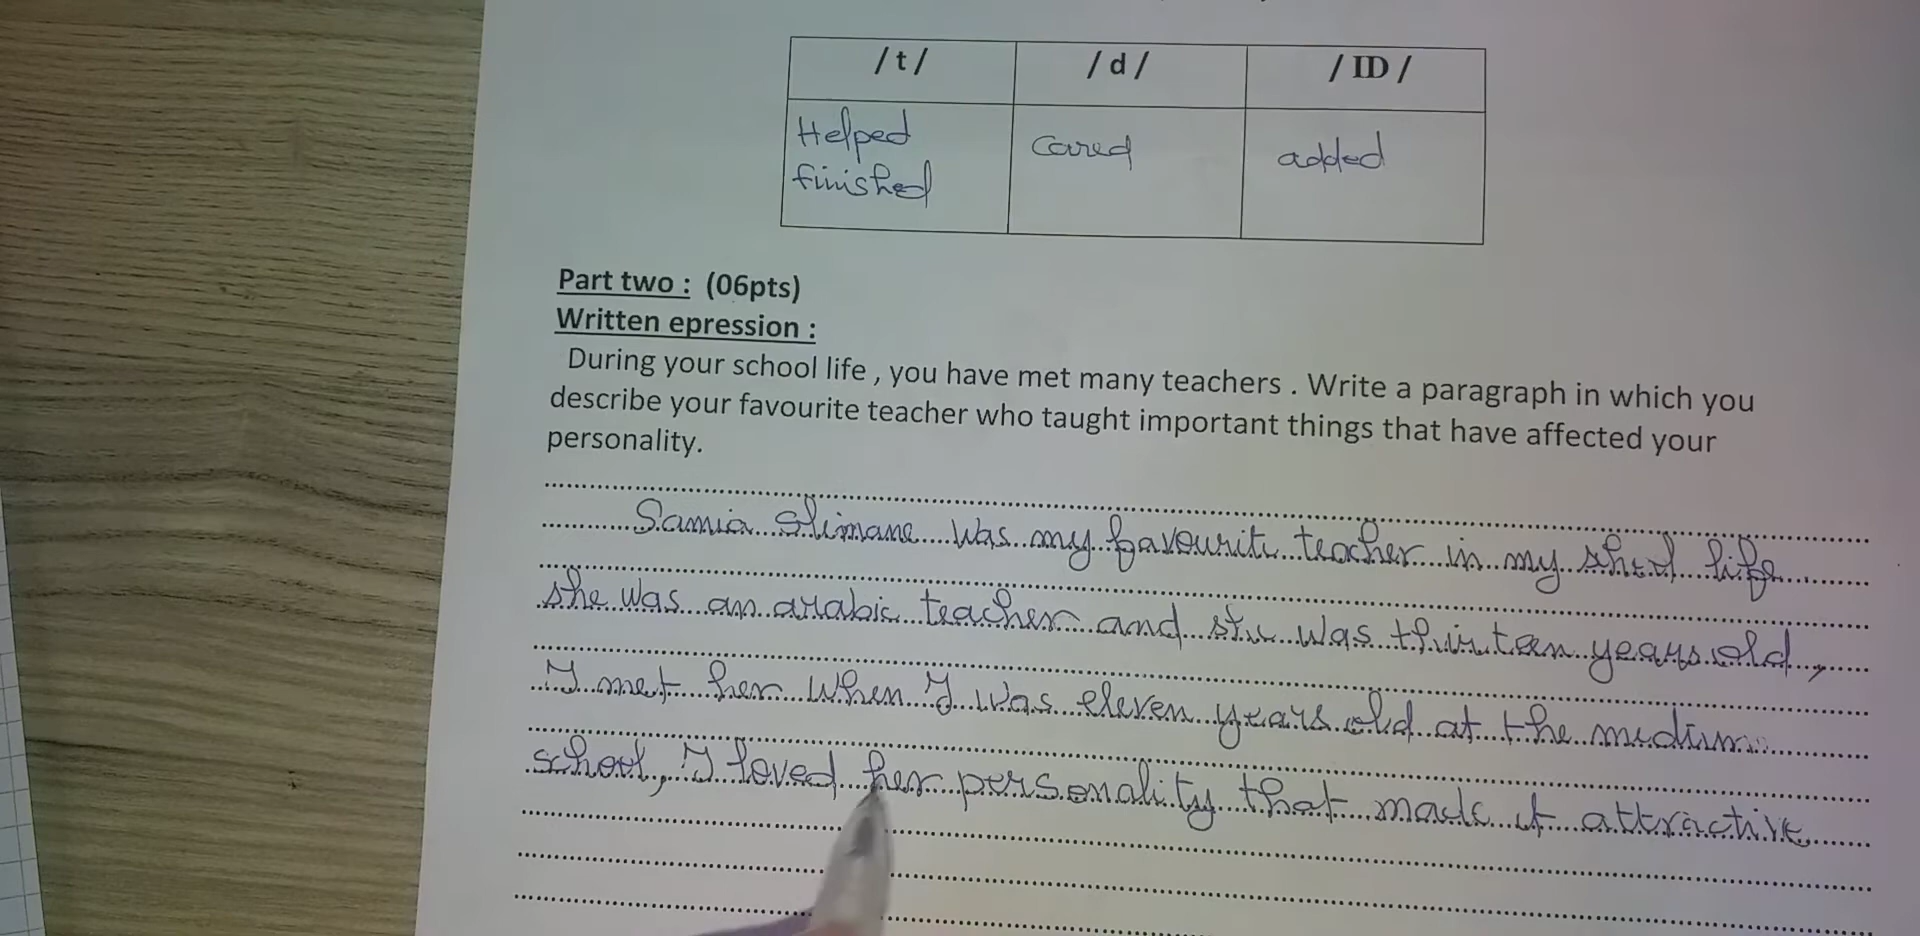 / t /
/ d /
/ ID /
Helped
finished
cared
added
Part two : (06pts)
Written epression :
During your school life , you have met many teachers . Write a paragraph in which you
describe your favourite teacher who taught important things that have affected your
personality.
Samia Slimane was my favourite teacher in my life
she was an arabic teacher and was years old ,
I met her when I was eleven years old at the
school, I loved her personality that made it attractive